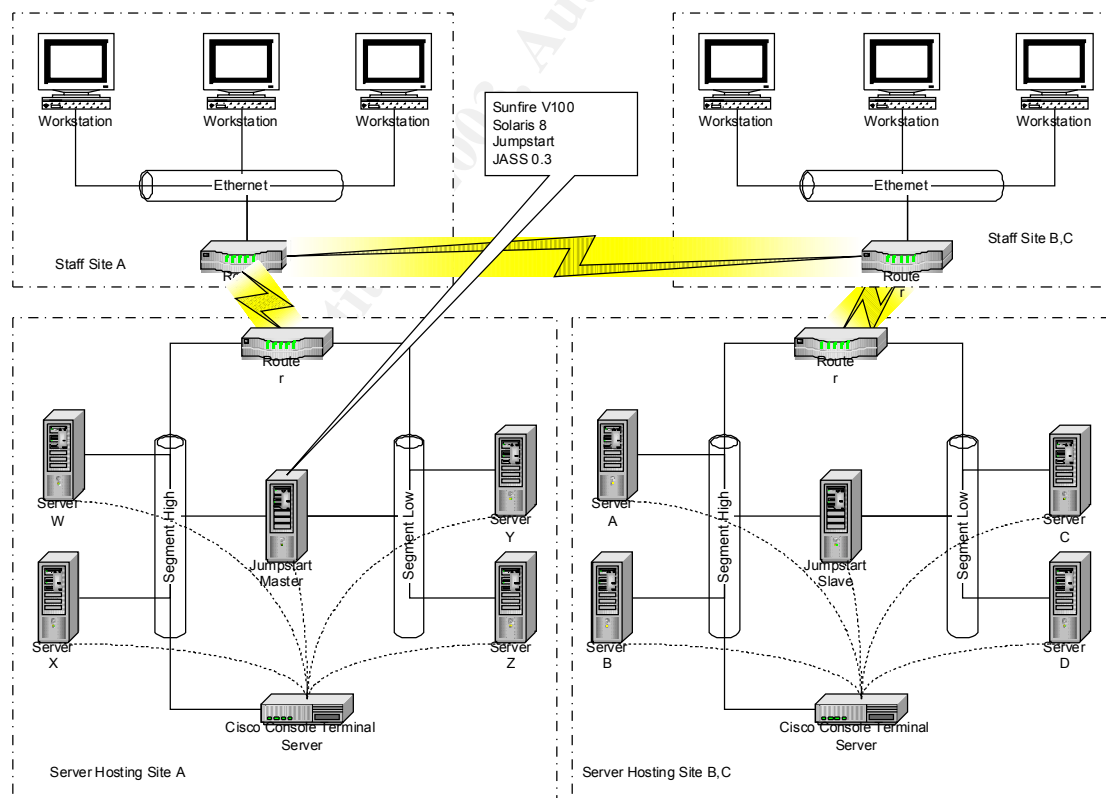 Workstation
Workstation
Workstation
Ethernet
Staff Site A
Sunfire V100
Solaris 8
Jumpstart
JASS 0.3
Workstation
Workstation
Workstation
Ethernet
Staff Site B,C
Route
r
Route
r
Server
W
Server
X
Segment High
Jumpstart
Master
Segment Low
Server
Y
Server
Z
Cisco Console Terminal
Server
Server Hosting Site A
Route
r
Server
A
Server
B
Segment High
Jumpstart
Slave
Segment Low
Server
C
Server
D
Cisco Console Terminal
Server
Server Hosting Site B,C